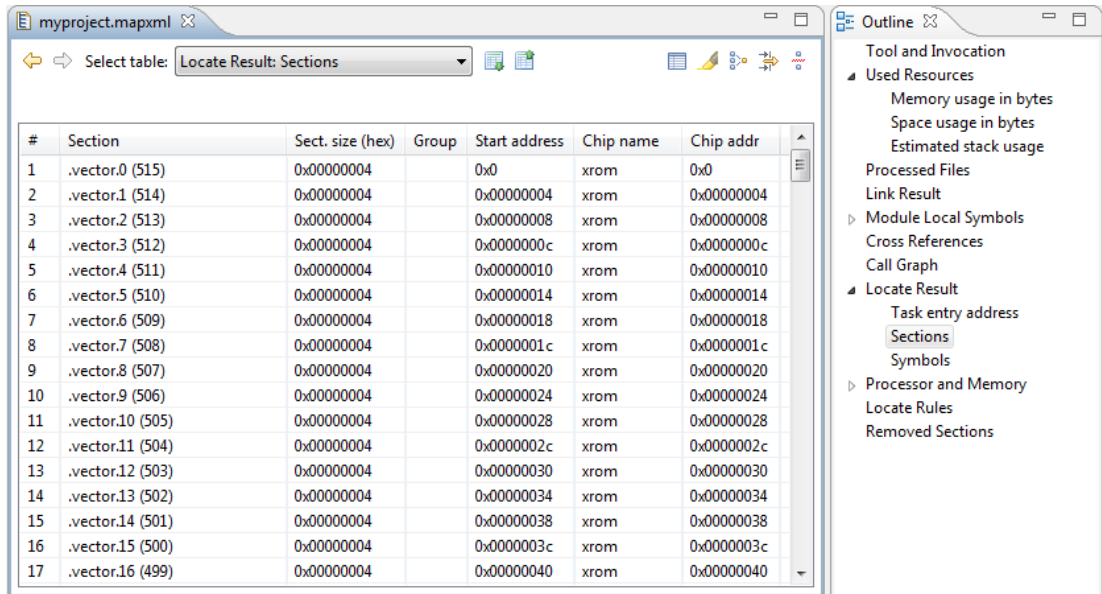 myproject.mapxml
Select table: Locate Result: Sections
# Section Sect. size (hex) Group Start address Chip name Chip addr
1 .vector.0 (515) 0x00000004 0x0 xrom 0x0
2 .vector.1 (514) 0x00000004 0x00000004 xrom 0x00000004
3 .vector.2 (513) 0x00000004 0x00000008 xrom 0x00000008
4 .vector.3 (512) 0x00000004 0x0000000c xrom 0x0000000c
5 .vector.4 (511) 0x00000004 0x00000010 xrom 0x00000010
6 .vector.5 (510) 0x00000004 0x00000014 xrom 0x00000014
7 .vector.6 (509) 0x00000004 0x00000018 xrom 0x00000018
8 .vector.7 (508) 0x00000004 0x0000001c xrom 0x0000001c
9 .vector.8 (507) 0x00000004 0x00000020 xrom 0x00000020
10 .vector.9 (506) 0x00000004 0x00000024 xrom 0x00000024
11 .vector.10 (505) 0x00000004 0x00000028 xrom 0x00000028
12 .vector.11 (504) 0x00000004 0x0000002c xrom 0x0000002c
13 .vector.12 (503) 0x00000004 0x00000030 xrom 0x00000030
14 .vector.13 (502) 0x00000004 0x00000034 xrom 0x00000034
15 .vector.14 (501) 0x00000004 0x00000038 xrom 0x00000038
16 .vector.15 (500) 0x00000004 0x0000003c xrom 0x0000003c
17 .vector.16 (499) 0x00000004 0x00000040 xrom 0x00000040
Outline
Tool and Invocation
Used Resources
Memory usage in bytes
Space usage in bytes
Estimated stack usage
Processed Files
Link Result
Module Local Symbols
Cross References
Call Graph
Locate Result
Task entry address
Sections
Symbols
Processor and Memory
Locate Rules
Removed Sections